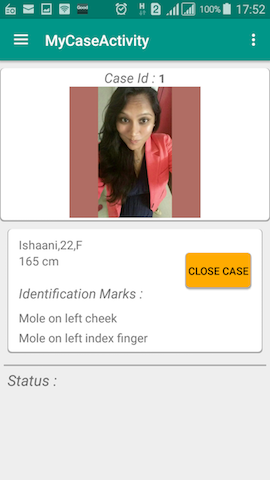 Good
H
2
100%
17:52
MyCaseActivity
Case Id : 1
Ishaani,22,F
165 cm
CLOSE CASE
Identification Marks :
Mole on left cheek
Mole on left index finger
Status :